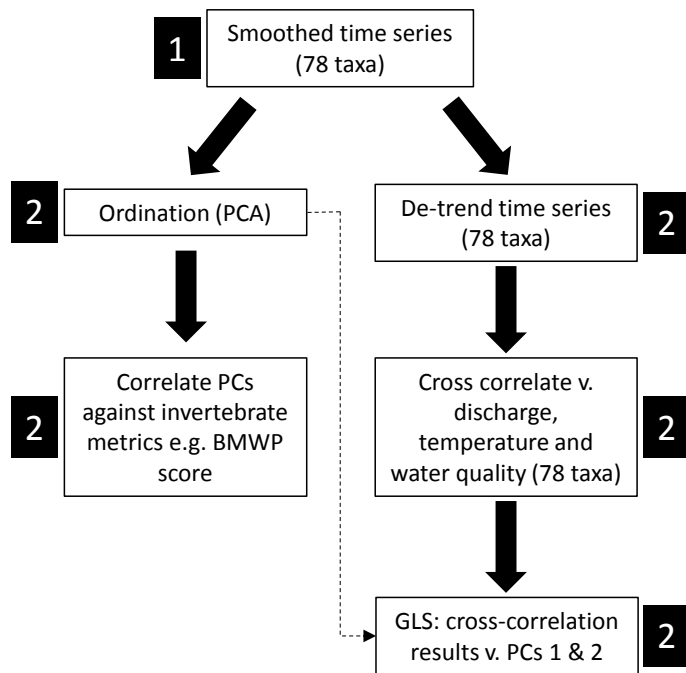 1
Smoothed time series
(78 taxa)
2
Ordination (PCA)
De-trend time series
(78 taxa)
2
2
Correlate PCs
against invertebrate
metrics e.g. BMWP
score
Cross correlate v.
discharge,
temperature and
water quality (78 taxa)
2
GLS: cross-correlation
results v. PCs 1 & 2
2